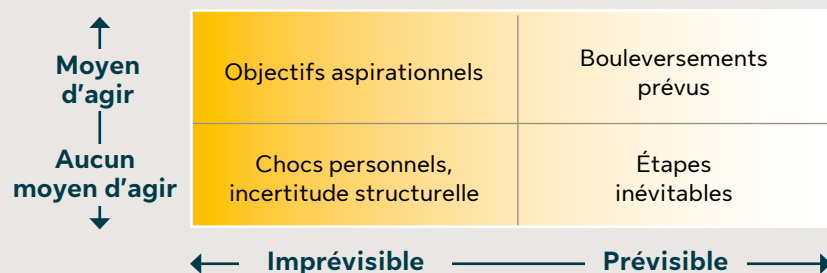 Moyen
d'agir
Objectifs aspirationnels
Bouleversements
prévus
Aucun
moyen d'agir
Chocs personnels,
incertitude structurelle
Étapes
inévitables
Imprévisible
Prévisible